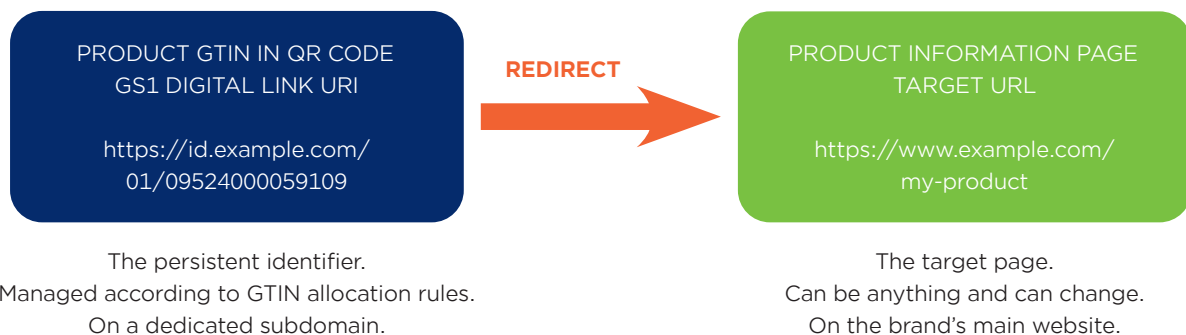 PRODUCT GTIN IN QR CODE
GS1 DIGITAL LINK URI
https://id.example.com/
01/09524000059109
The persistent identifier.
Managed according to GTIN allocation rules.
On a dedicated subdomain.
REDIRECT
PRODUCT INFORMATION PAGE
TARGET URL
https://www.example.com/
my-product
The target page.
Can be anything and can change.
On the brand's main website.